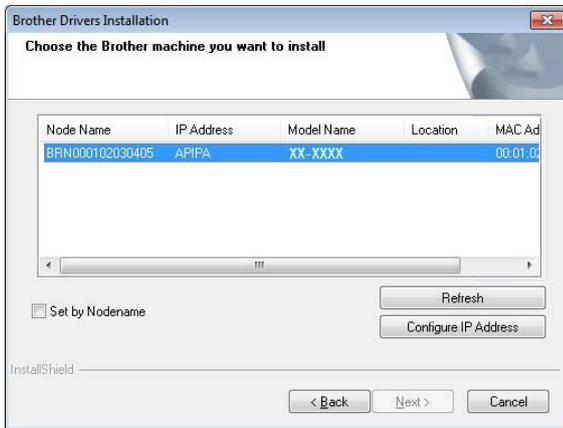 Brother Drivers Installation
Choose the Brother machine you want to install
Node Name IP Address Model Name Location MAC Ad
BRN000102030405 APIPA XX-XXXX 00:01:02
Set by Nodename
Refresh
Configure IP Address
InstallShield
< Back Next > Cancel